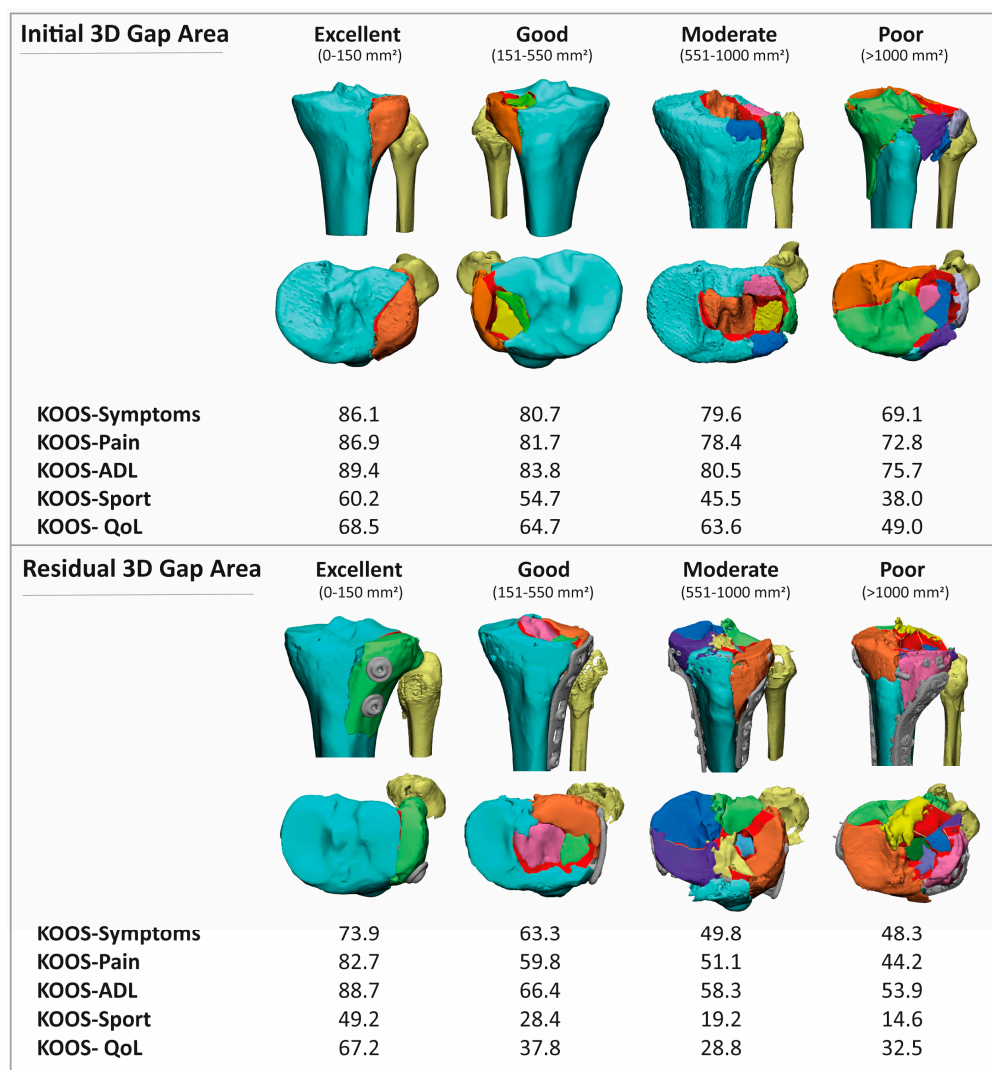 Initial 3D Gap Area Excellent Good Moderate Poor
(0-150 mm²) (151-550 mm²) (551-1000 mm²) (>1000 mm²)
KOOS-Symptoms 86.1 80.7 79.6 69.1
KOOS-Pain 86.9 81.7 78.4 72.8
KOOS-ADL 89.4 83.8 80.5 75.7
KOOS-Sport 60.2 54.7 45.5 38.0
KOOS- QoL 68.5 64.7 63.6 49.0
Residual 3D Gap Area Excellent Good Moderate Poor
(0-150 mm²) (151-550 mm²) (551-1000 mm²) (>1000 mm²)
KOOS-Symptoms 73.9 63.3 49.8 48.3
KOOS-Pain 82.7 59.8 51.1 44.2
KOOS-ADL 88.7 66.4 58.3 53.9
KOOS-Sport 49.2 28.4 19.2 14.6
KOOS- QoL 67.2 37.8 28.8 32.5